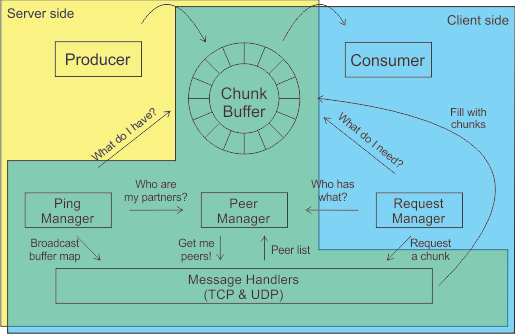 Server side
Client side
Producer
Consumer
Chunk
Buffer
Fill with
chunks
What do I have?
What do I need?
Who are
my partners?
Who has
what?
Ping
Manager
Peer
Manager
Request
Manager
Broadcast
buffer map
Get me
peers!
Peer list
Request
a chunk
Message Handlers
(TCP & UDP)